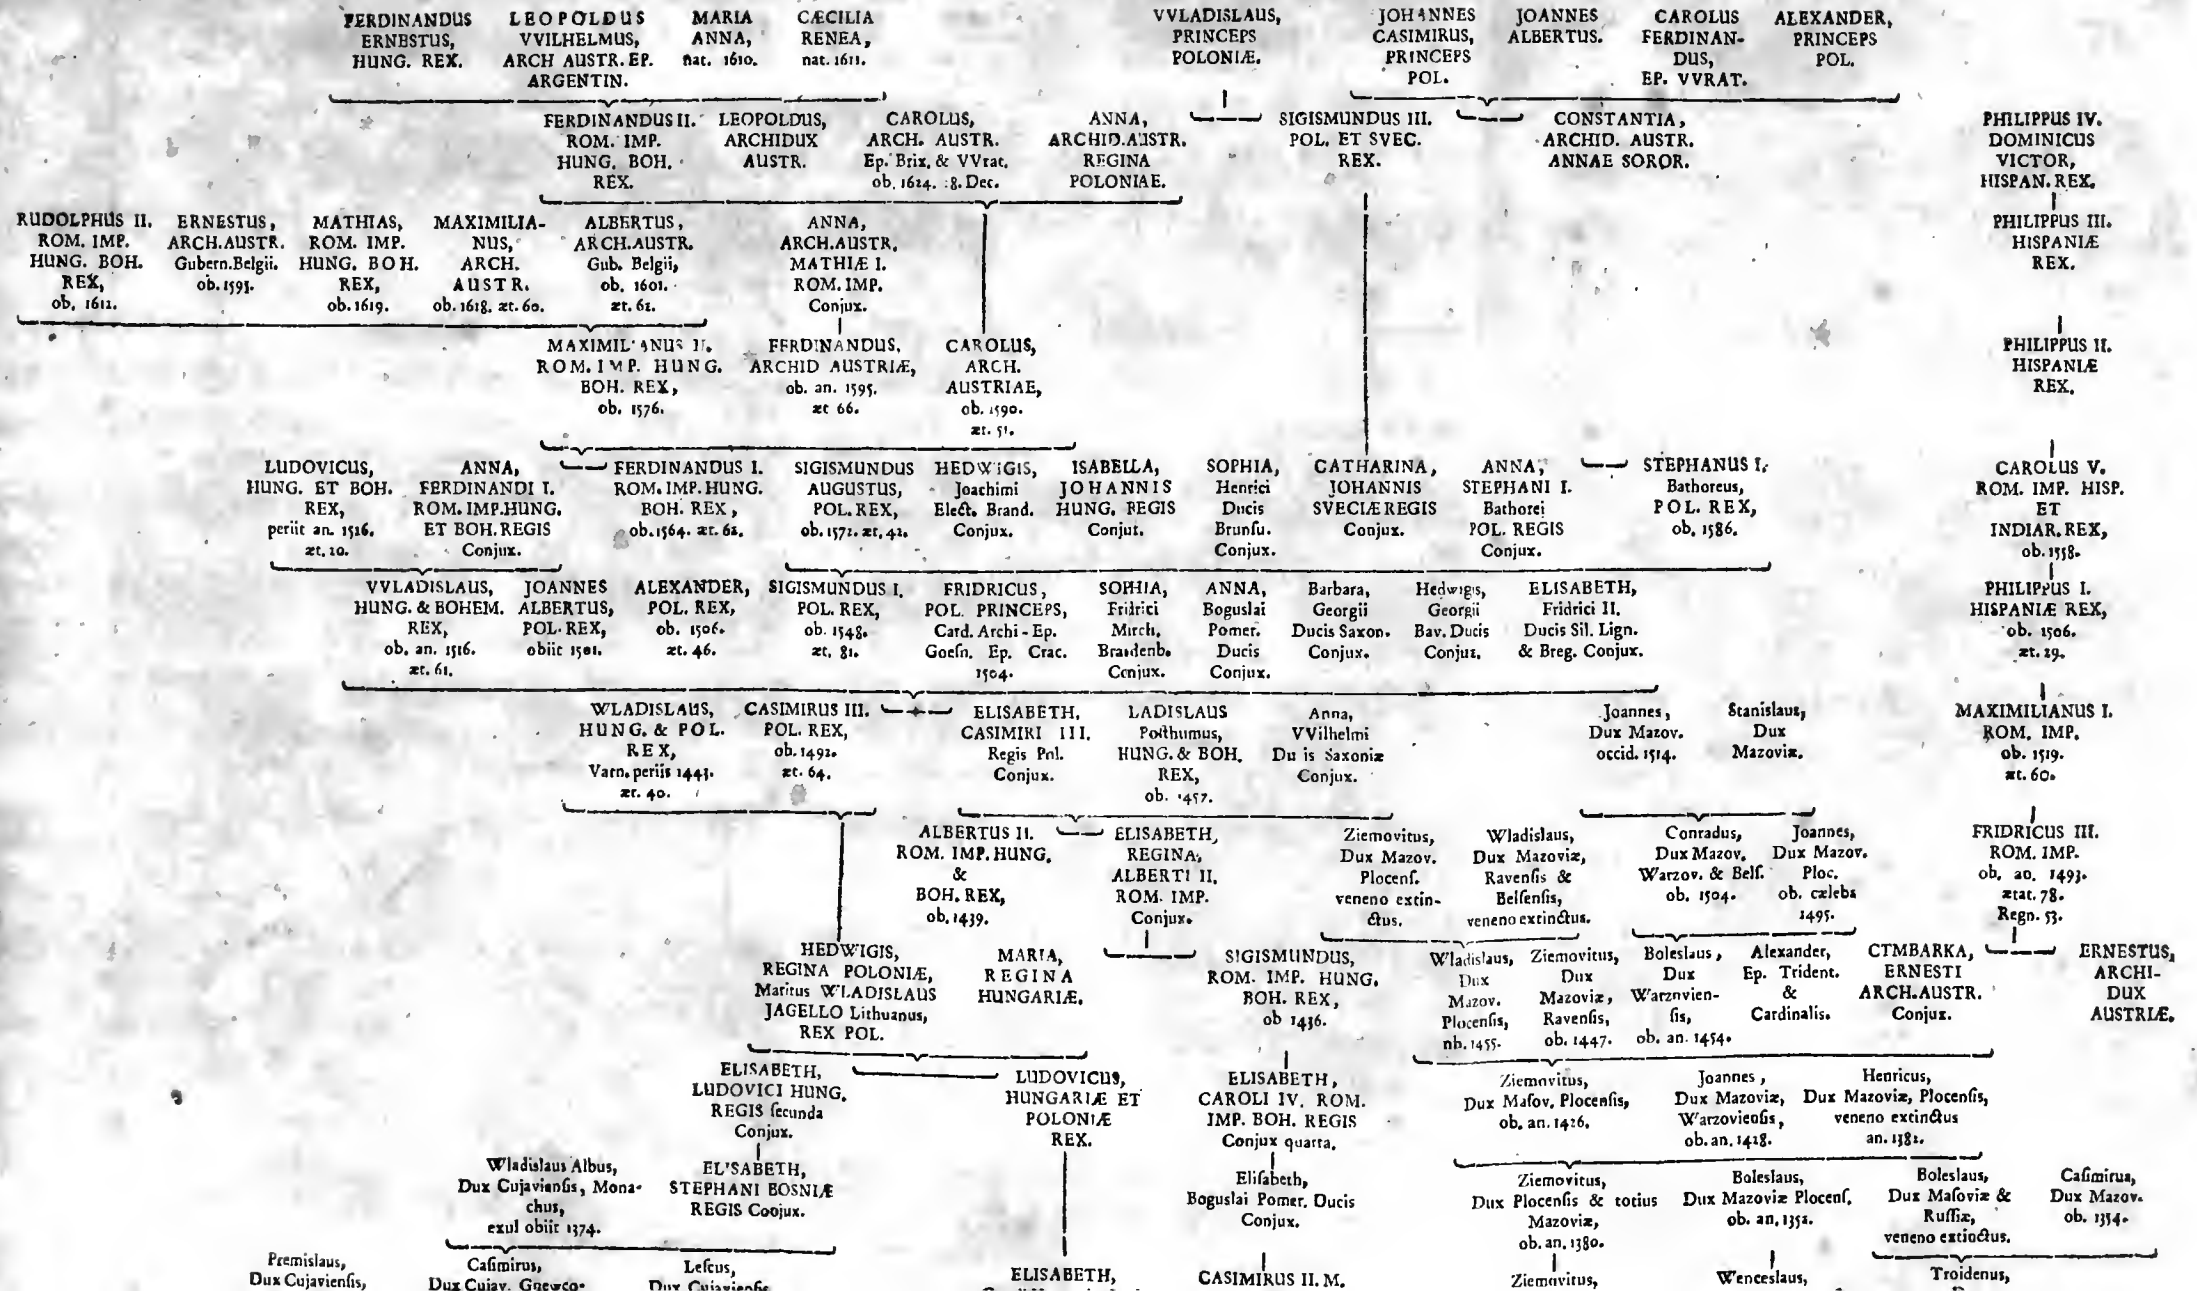 FERDINANDUS
ERNESTUS,
HUNG. REX.
LEOPOLDUS
VVILHELMUS,
ARCH AUSTR. EP.
ARGENTIN.
MARIA
ANNA,
nat. 1610.
CÆCILIA
RENEA,
nat. 1611.
VVLADISLAUS,
PRINCEPS
POLONIÆ.
JOHANNES
CASIMIRUS,
PRINCEPS
POL.
JOANNES
ALBERTUS.
CAROLUS
FERDINAN-
DUS,
EP. VVRAT.
ALEXANDER,
PRINCEPS
POL.
FERDINANDUS II.
ROM. IMP.
HUNG. BOH.
REX.
LEOPOLDUS,
ARCHIDUX
AUSTR.
CAROLUS,
ARCH. AUSTR.
Ep. Brix. & VVrat.
ob. 1624. 8. Dec.
ANNA,
ARCHID. AUSTR.
REGINA
POLONIAE.
SIGISMUNDUS III.
POL. ET SVEC.
REX.
CONSTANTIA,
ARCHID. AUSTR.
ANNAE SOROR.
PHILIPPUS IV.
DOMINICUS
VICTOR,
HISPAN. REX.
RUDOLPHUS II.
ROM. IMP.
HUNG. BOH.
REX,
ob. 1612.
ERNESTUS,
ARCH. AUSTR.
Gubern. Belgii.
ob. 1595.
MATHIAS,
ROM. IMP.
HUNG. BOH.
REX,
ob. 1619.
MAXIMILIA-
NUS,
ARCH.
AUSTR.
ob. 1618. æt. 60.
ALBERTUS,
ARCH. AUSTR.
Gub. Belgii,
ob. 1601.
æt. 62.
ANNA,
ARCH. AUSTR.
MATHIÆ I.
ROM. IMP.
Conjux.
PHILIPPUS III.
HISPANIÆ
REX.
MAXIMILIANUS II.
ROM. IMP. HUNG.
BOH. REX,
ob. 1576.
FERDINANDUS,
ARCHID AUSTRIÆ,
ob. an. 1595.
æt 66.
CAROLUS,
ARCH.
AUSTRIAE,
ob. 1590.
æt. 51.
PHILIPPUS II.
HISPANIÆ
REX.
LUDOVICUS,
HUNG. ET BOH.
REX,
periit an. 1526.
æt. 20.
ANNA,
FERDINANDI I.
ROM. IMP. HUNG.
ET BOH. REGIS
Conjux.
FERDINANDUS I.
ROM. IMP. HUNG.
BOH. REX,
ob. 1564. æt. 62.
SIGISMUNDUS
AUGUSTUS,
POL. REX,
ob. 1572. æt. 42.
HEDWIGIS,
Joachimi
Elect. Brand.
Conjux.
ISABELLA,
JOHANNIS
HUNG. REGIS
Conjux.
SOPHIA,
Henrici
Ducis
Brunsu.
Conjux.
CATHARINA,
JOHANNIS
SVECIÆ REGIS
Conjux.
ANNA,
STEPHANI I.
Bathorei
POL. REGIS
Conjux.
STEPHANUS I.
Bathoreus,
POL. REX,
ob. 1586.
CAROLUS V.
ROM. IMP. HISP.
ET
INDIAR. REX,
ob. 1558.
VVLADISLAUS,
HUNG. & BOHEM.
REX,
ob. an. 1516.
æt. 61.
JOANNES
ALBERTUS,
POL. REX,
obiit 1501.
ALEXANDER,
POL. REX,
ob. 1506.
æt. 46.
SIGISMUNDUS I.
POL. REX,
ob. 1548.
æt. 81.
FRIDRICUS,
POL. PRINCEPS,
Card. Archi-Ep.
Goesn. Ep. Crac.
1504.
SOPHIA,
Fridrici
March.
Brandenb.
Conjux.
ANNA,
Boguslai
Pomer.
Ducis
Conjux.
Barbara,
Georgii
Ducis Saxon.
Conjux.
Hedwigis,
Georgii
Bav. Ducis
Conjux.
ELISABETH,
Fridrici II.
Ducis Sil. Lign.
& Breg. Conjux.
PHILIPPUS I.
HISPANIÆ REX,
ob. 1506.
æt. 29.
WLADISLAUS,
HUNG. & POL.
REX,
Varn. periit 1443.
æt. 40.
CASIMIRUS III.
POL. REX,
ob. 1492.
æt. 64.
ELISABETH,
CASIMIRI III.
Regis Pol.
Conjux.
LADISLAUS
Posthumus,
HUNG. & BOH.
REX,
ob. 1457.
Anna,
VVilhelmi
Du is Saxoniæ
Conjux.
Joannes,
Dux Mazov.
occid. 1514.
Stanislaus,
Dux
Mazoviæ.
MAXIMILIANUS I.
ROM. IMP.
ob. 1519.
æt. 60.
ALBERTUS II.
ROM. IMP. HUNG.
&
BOH. REX,
ob. 1439.
ELISABETH,
REGINA,
ALBERTI II.
ROM. IMP.
Conjux.
Ziemovitus,
Dux Mazov.
Plocens.
veneno extin-
ctus.
Wladislaus,
Dux Mazoviæ,
Ravensis &
Belsensis,
veneno extinctus.
Conradus,
Dux Mazov.
Warzov. & Bels.
ob. 1504.
Joannes,
Dux Mazov.
Ploc.
ob. cælebs
1495.
FRIDRICUS III.
ROM. IMP.
ob. an. 1493.
ætat. 78.
Regn. 53.
HEDWIGIS,
REGINA POLONIÆ,
Maritus WLADISLAUS
JAGELLO Lithuanus,
REX POL.
MARIA,
REGINA
HUNGARIÆ.
SIGISMUNDUS,
ROM. IMP. HUNG.
BOH. REX,
ob 1436.
Wladislaus,
Dux
Mazov.
Plocensis,
ob. 1455.
Ziemovitus,
Dux
Mazoviæ,
Ravensis,
ob. 1447.
Boleslaus,
Dux
Warzovien-
sis,
ob. an. 1454.
Alexander,
Ep. Trident.
&
Cardinalis.
CIMBARKA,
ERNESTI
ARCH. AUSTR.
Conjux.
ERNESTUS,
ARCHI-
DUX
AUSTRIÆ.
ELISABETH,
LUDOVICI HUNG.
REGIS secunda
Conjux.
LUDOVICUS,
HUNGARIÆ ET
POLONIÆ
REX.
ELISABETH,
CAROLI IV. ROM.
IMP. BOH. REGIS
Conjux quarta.
Ziemovitus,
Dux Masov. Plocensis,
ob. an. 1426.
Joannes,
Dux Mazoviæ,
Warzoviensis,
ob. an. 1428.
Henricus,
Dux Mazoviæ, Plocensis,
veneno extinctus
an. 1382.
Wladislaus Albus,
Dux Cujaviensis, Mona-
chus,
exul obiit 1374.
ELISABETH,
STEPHANI BOSNIÆ
REGIS Conjux.
Elisabeth,
Boguslai Pomer. Ducis
Conjux.
Ziemovitus,
Dux Plocensis & totius
Mazoviæ,
ob. an. 1380.
Boleslaus,
Dux Mazoviæ Plocens.
ob. an. 1352.
Boleslaus,
Dux Masoviæ &
Russiæ,
veneno extinctus.
Casimirus,
Dux Mazov.
ob. 1354.
Premislaus,
Dux Cujaviensis,
Casimirus,
Dux Cujav. Gnewco-
Lescus,
Dux Cujaviensis
ELISABETH,
CASIMIRUS II. M.
Ziemovitus,
Wenceslaus,
Troidenus,